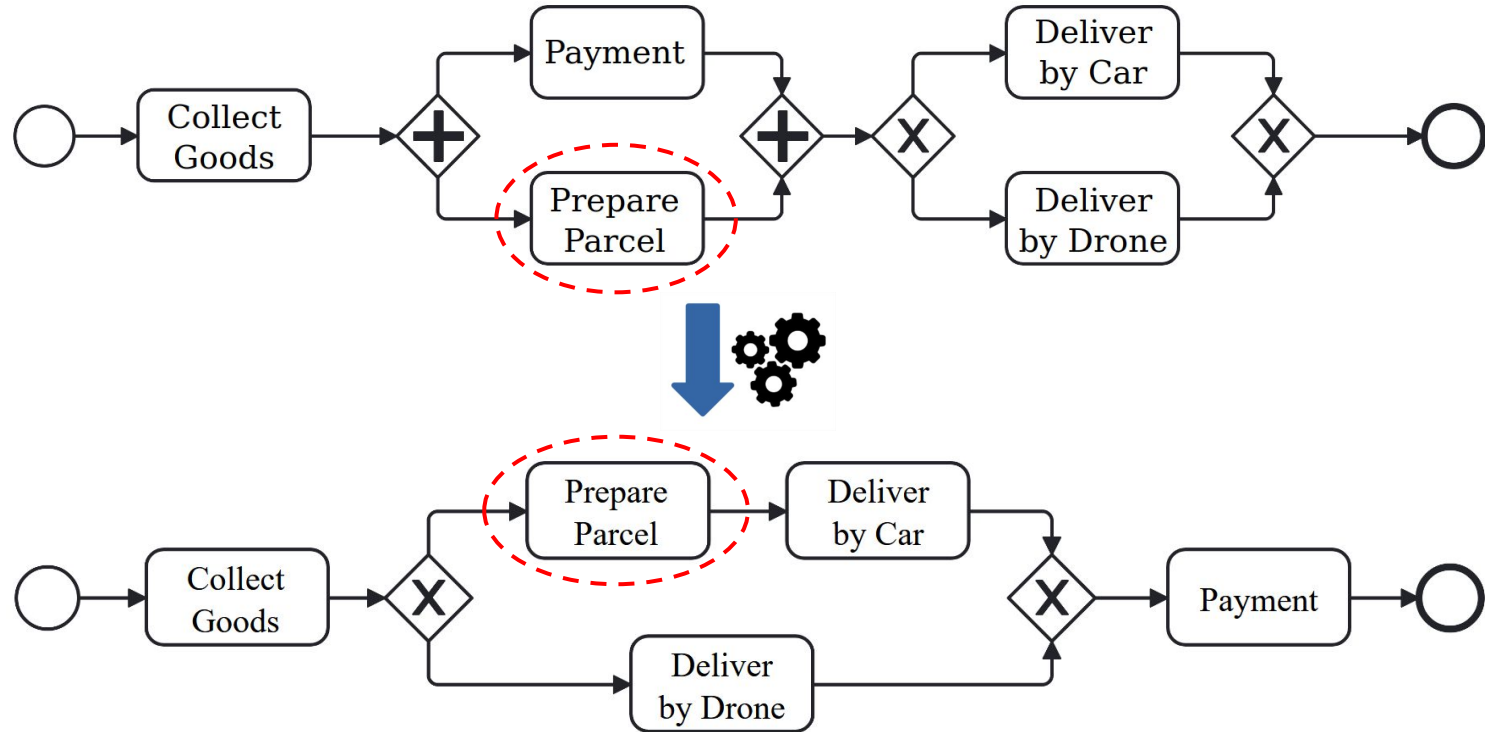 Collect
Goods
Payment
Prepare
Parcel
Deliver
by Car
Deliver
by Drone
Collect
Goods
Prepare
Parcel
Deliver
by Car
Deliver
by Drone
Payment